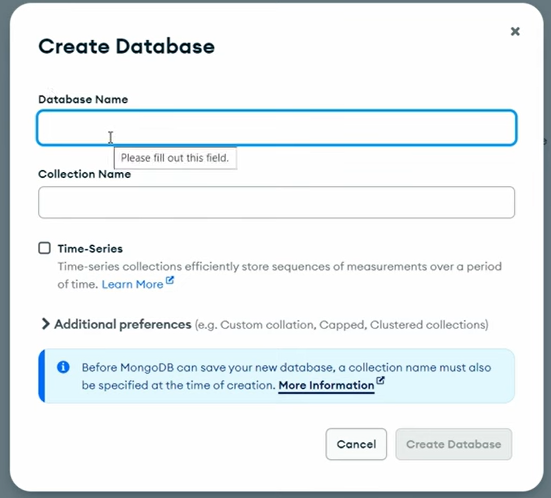 Create Database
Database Name
Please fill out this field.
Collection Name
Time-Series
Time-series collections efficiently store sequences of measurements over a period
of time. Learn More
Additional preferences (e.g. Custom collation, Capped, Clustered collections)
Before MongoDB can save your new database, a collection name must also
be specified at the time of creation. More Information
Cancel
Create Database